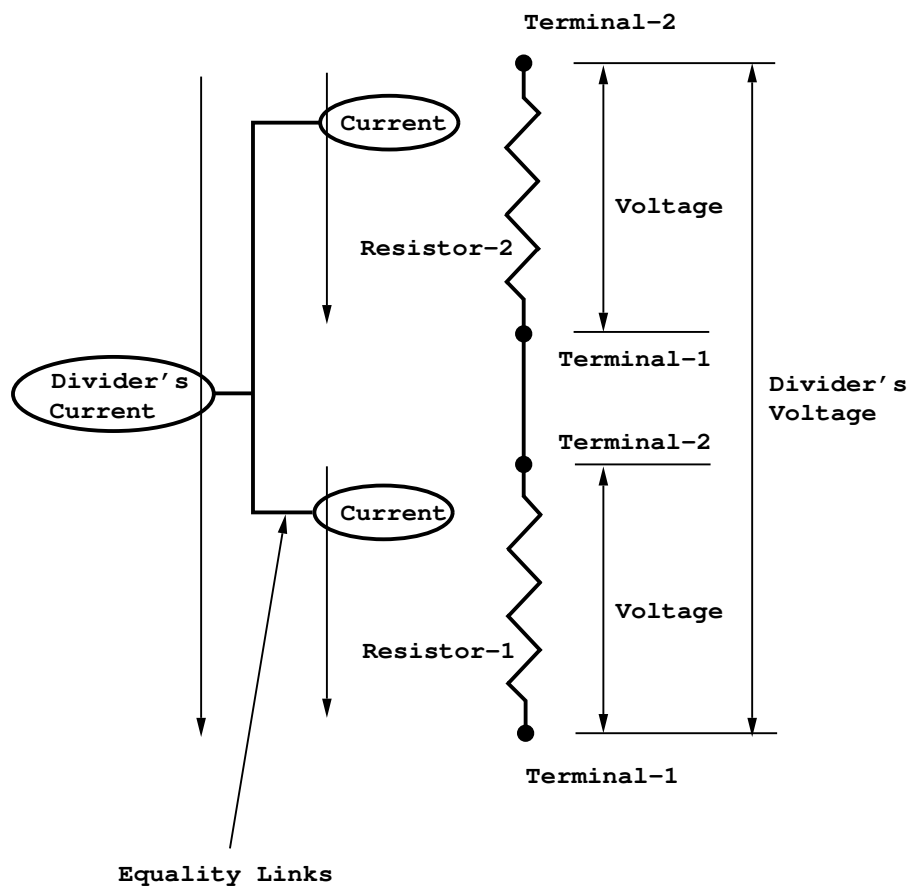 Terminal-2
Current
Voltage
Resistor-2
Terminal-1
Divider's
Current
Divider's
Voltage
Terminal-2
Current
Voltage
Resistor-1
Terminal-1
Equality Links